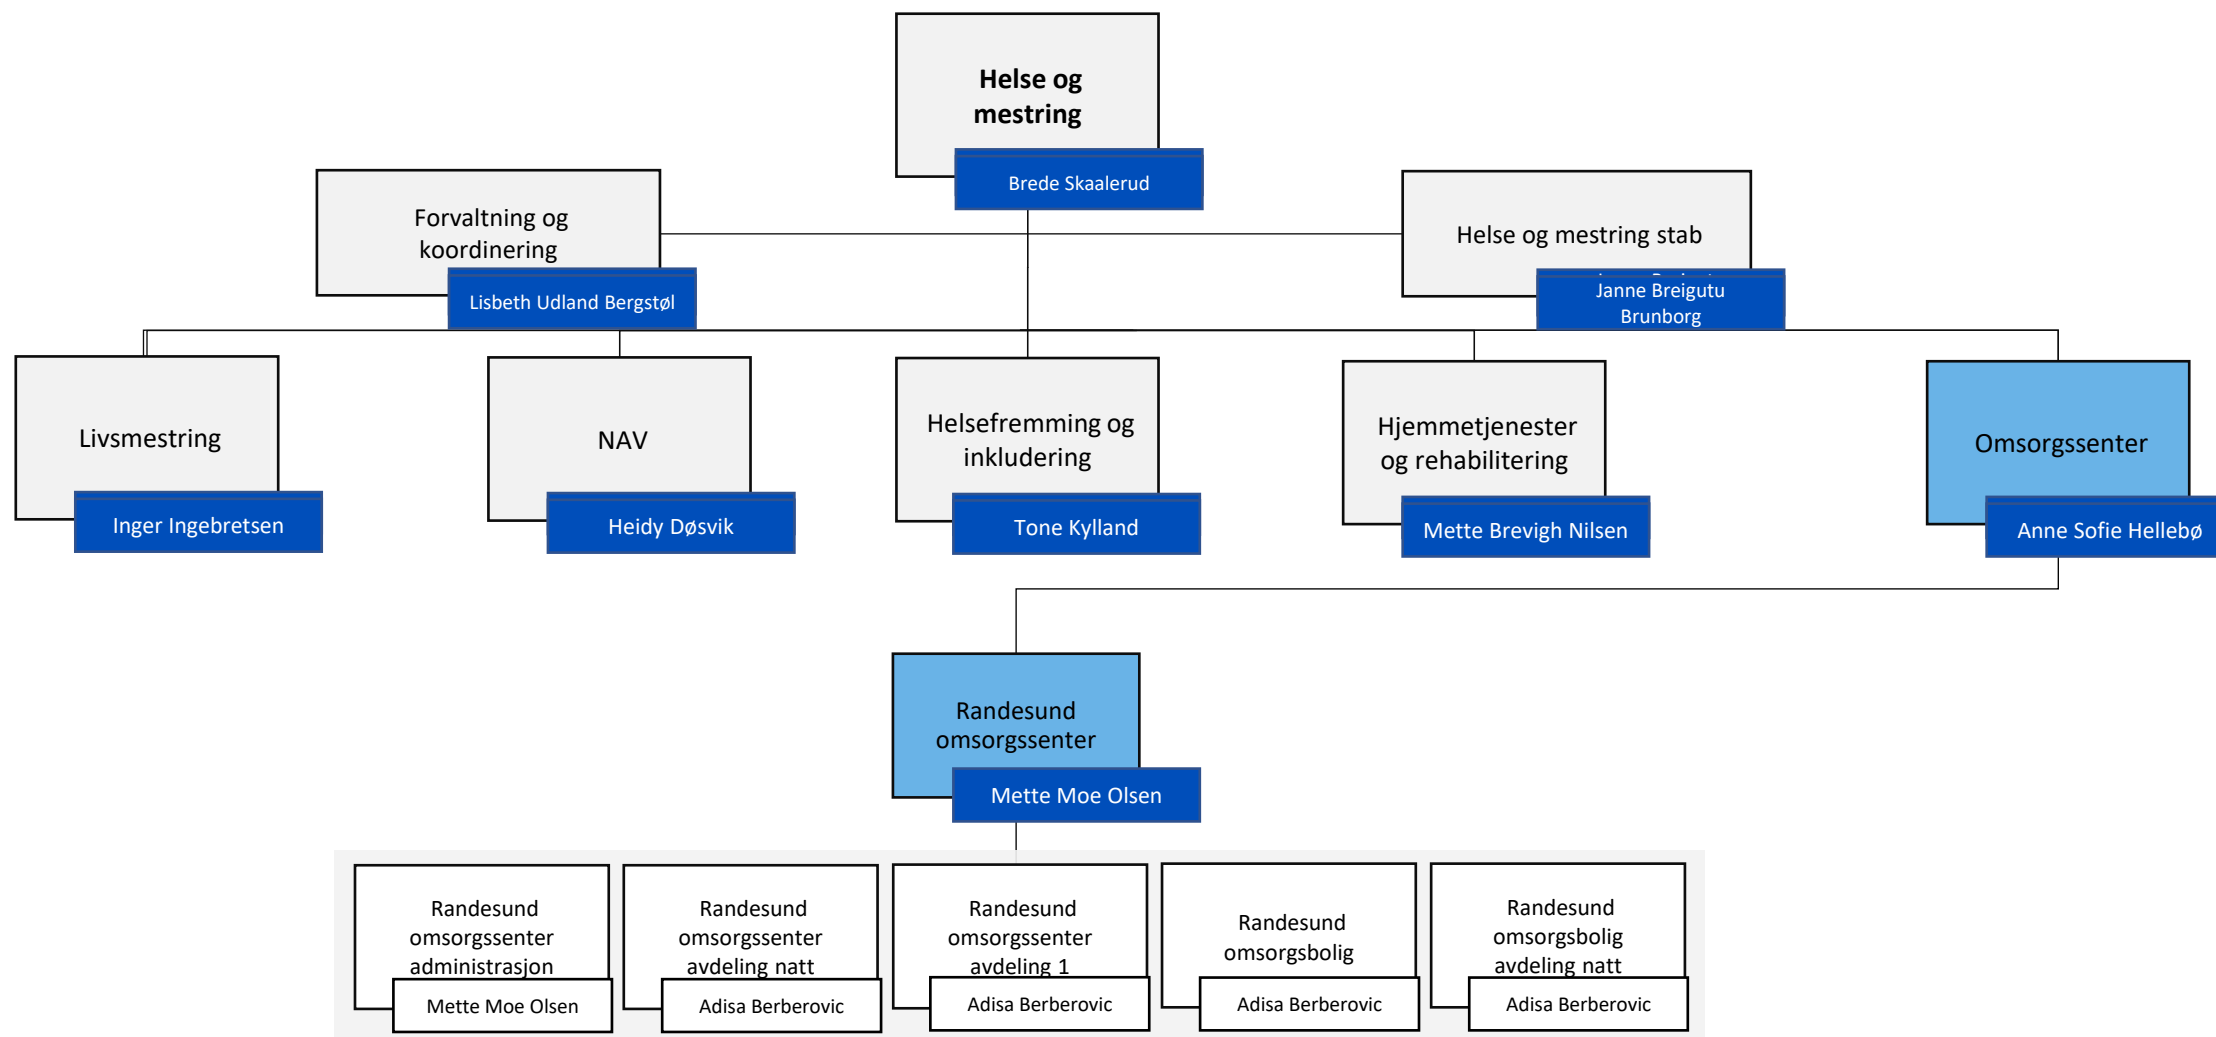 Helse og
mestring
Brede Skaalerud
Forvaltning og
koordinering
Lisbeth Udland Bergstøl
Helse og mestring stab
Janne Breigutu
Brunborg
Livsmestring
Inger Ingebretsen
NAV
Heidy Døsvik
Helsefremming og
inkludering
Tone Kylland
Hjemmetjenester
og rehabilitering
Mette Brevigh Nilsen
Omsorgssenter
Anne Sofie Hellebø
Randesund
omsorgssenter
Mette Moe Olsen
Randesund
omsorgssenter
administrasjon
Mette Moe Olsen
Randesund
omsorgssenter
avdeling natt
Adisa Berberovic
Randesund
omsorgssenter
avdeling 1
Adisa Berberovic
Randesund
omsorgsbolig
Adisa Berberovic
Randesund
omsorgsbolig
avdeling natt
Adisa Berberovic